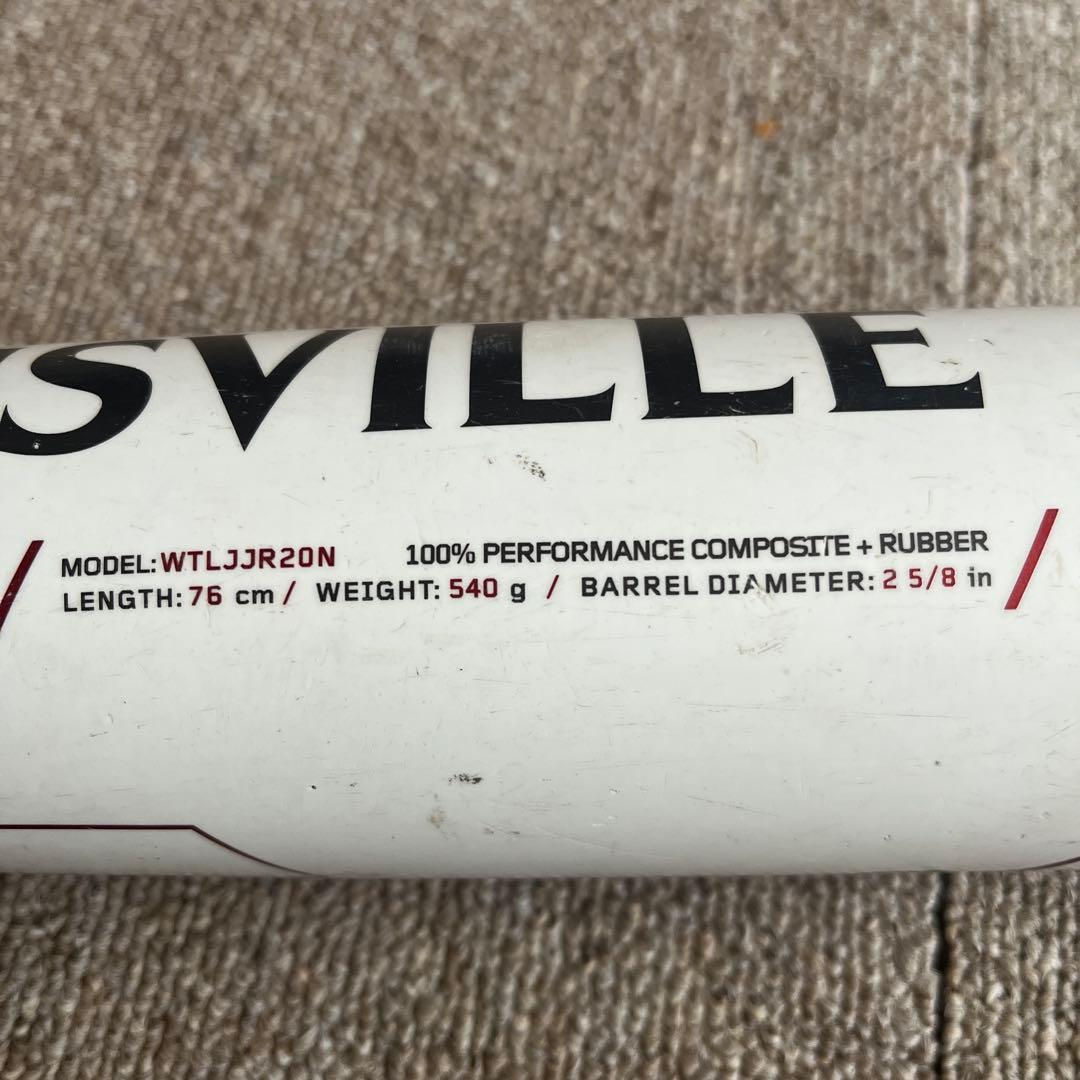 SVILLE
MODEL: WTLJJR20N 100% PERFORMANCE COMPOSITE + RUBBER
LENGTH: 76 cm / WEIGHT: 540 g / BARREL DIAMETER: 2 5/8 in